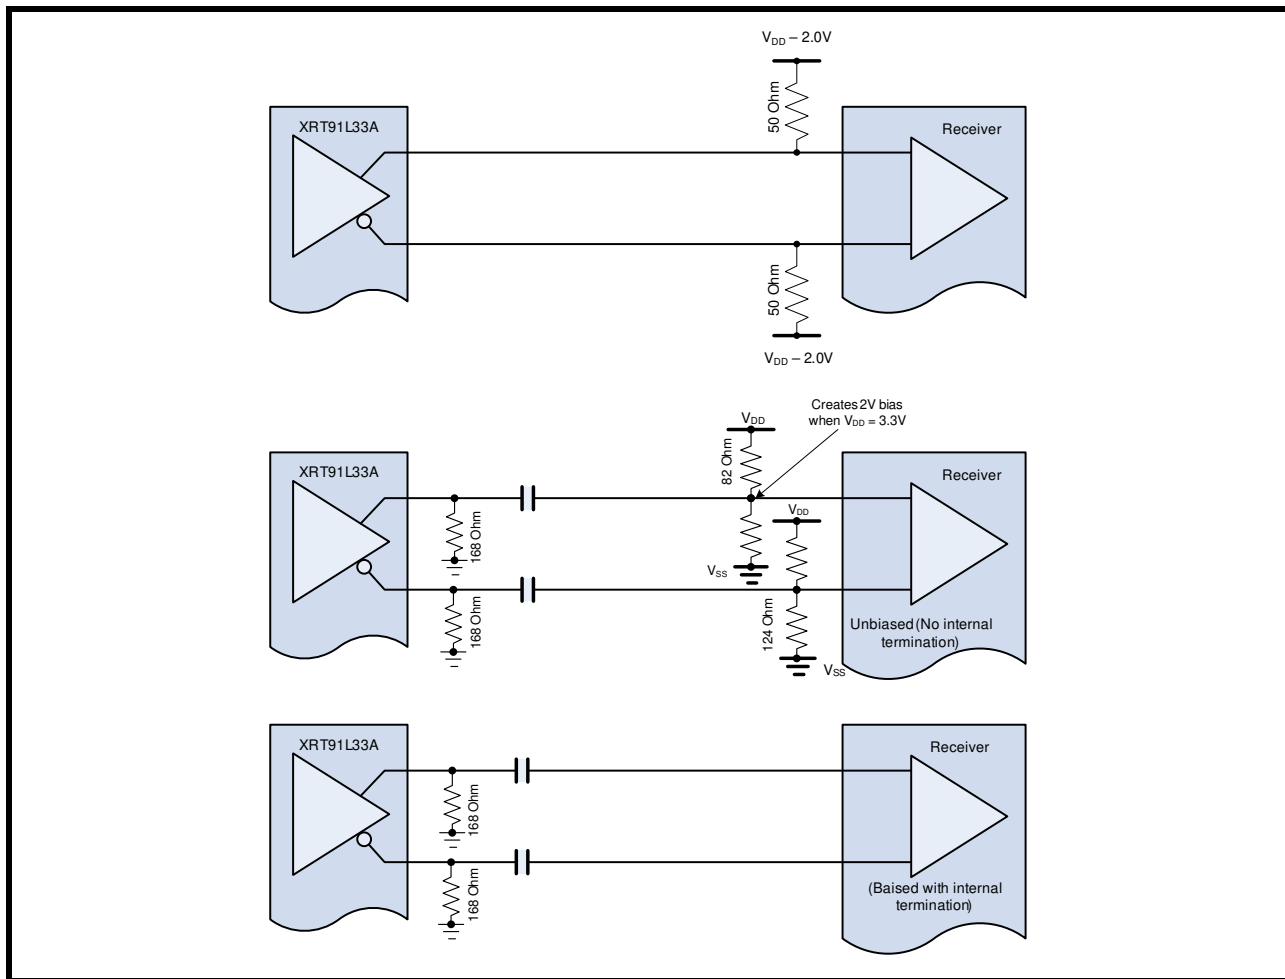 V_DD – 2.0V
50 Ohm
XRT91L33A
Receiver
50 Ohm
V_DD – 2.0V
Creates 2V bias
when V_DD = 3.3V
V_DD
82 Ohm
XRT91L33A
Receiver
V_DD
168 Ohm
V_SS
168 Ohm
124 Ohm
Unbiased (No internal
termination)
V_SS
XRT91L33A
Receiver
168 Ohm
168 Ohm
(Baised with internal
termination)